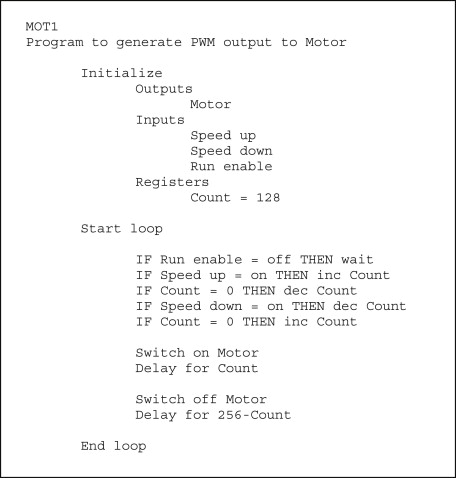 MOT1
Program to generate PWM output to Motor
Initialize
Outputs
Motor
Inputs
Speed up
Speed down
Run enable
Registers
Count = 128
Start loop
IF Run enable = off THEN wait
IF Speed up = on THEN inc Count
IF Count = 0 THEN dec Count
IF Speed down = on THEN dec Count
IF Count = 0 THEN inc Count
Switch on Motor
Delay for Count
Switch off Motor
Delay for 256-Count
End loop